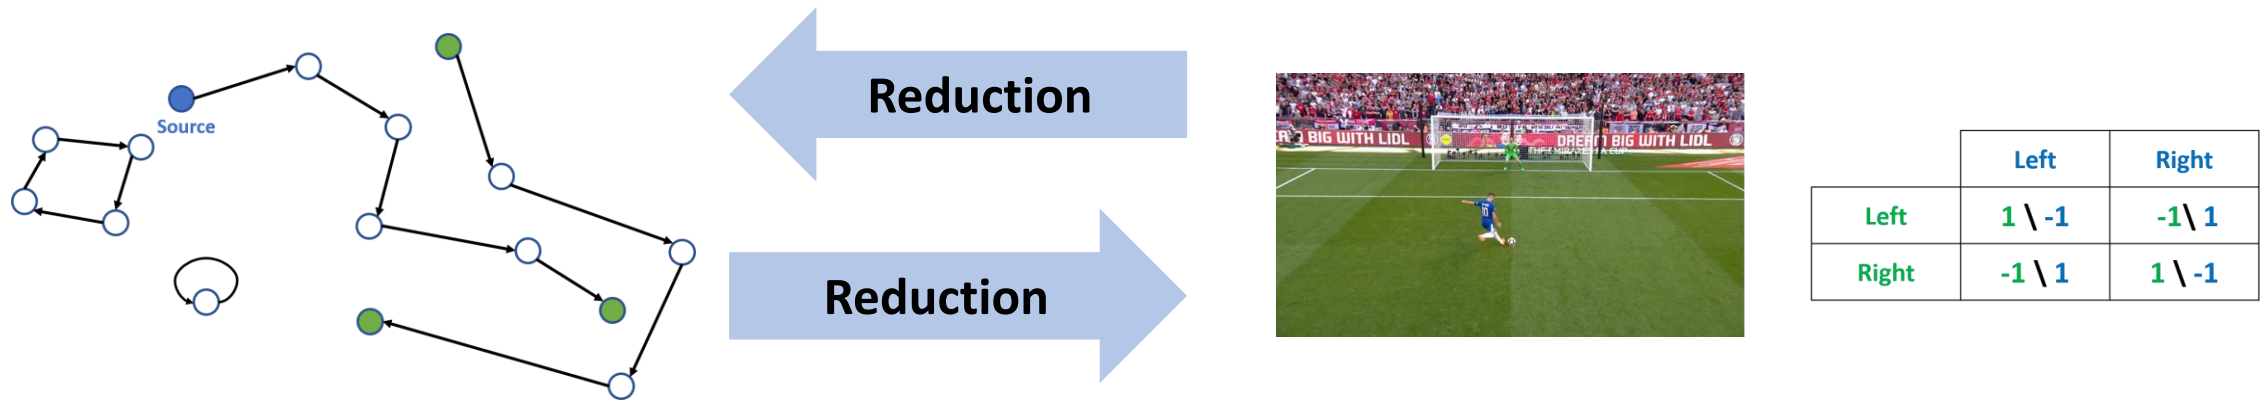 Source
Reduction
Reduction
BIG WITH LIDL
DREAM BIG WITH LIDL
10
Left Right
Left 1 \ -1 -1\ 1
Right -1 \ 1 1 \ -1